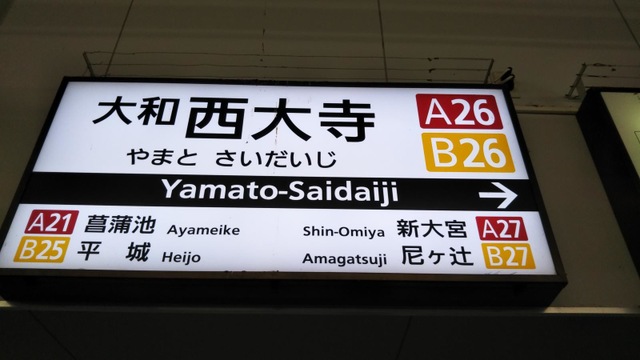 大和西大寺 A26
やまと さいだいじ B26
Yamato-Saidaiji →
A21 菖蒲池 Ayameike Shin-Omiya 新大宮 A27
B25 平城 Heijo Amagatsuji 尼ヶ辻 B27